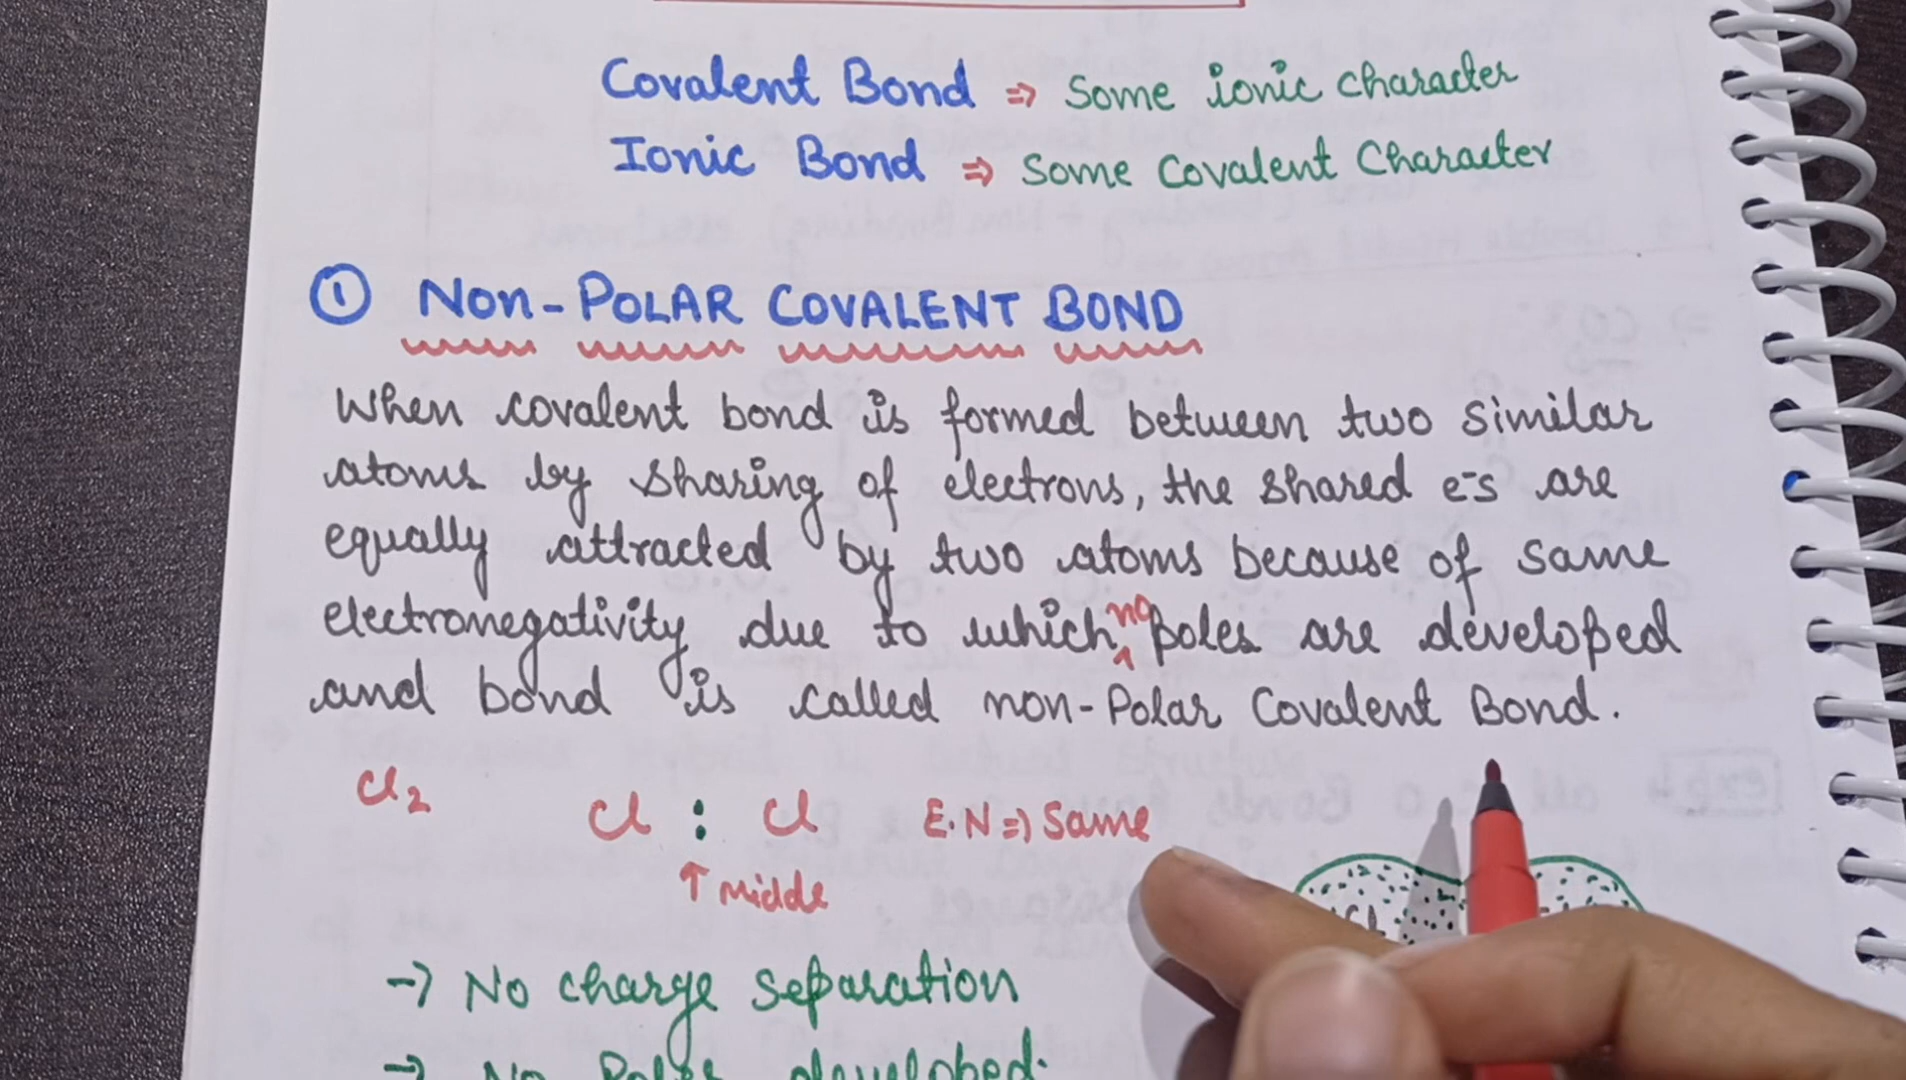 Covalent Bond ⇒ Some ionic character
Ionic Bond ⇒ Some Covalent Character
① NON-POLAR COVALENT BOND
When covalent bond is formed between two similar
atoms by sharing of electrons, the shared e⁻s are
equally attracted by two atoms because of same
electronegativity due to which ^no poles are developed
and bond is called non-Polar Covalent Bond.
Cl₂ Cl : Cl E.N ⇒ Same
↑ Middle
→ No charge separation
→ No Poles developed.